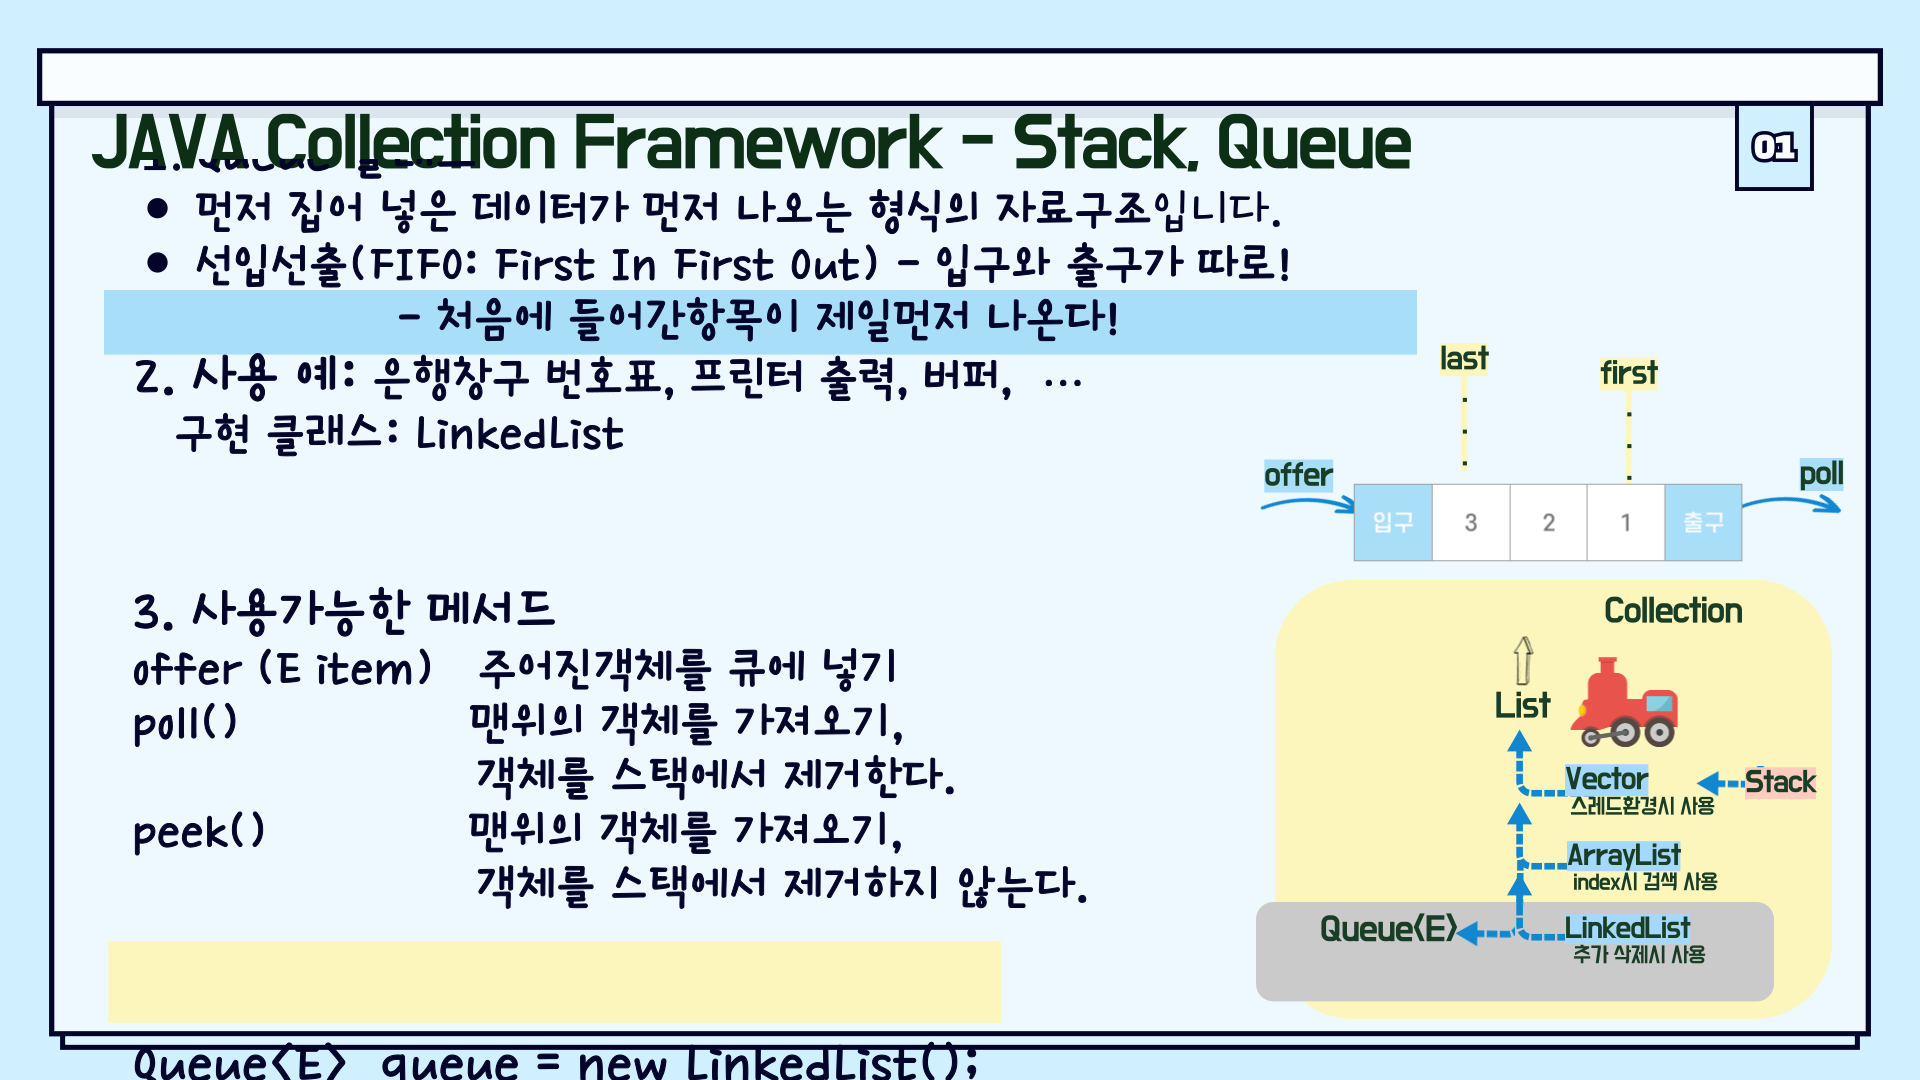 JAVA Collection Framework - Stack, Queue
01
● 먼저 집어 넣은 데이터가 먼저 나오는 형식의 자료구조입니다.
● 선입선출(FIFO: First In First Out) - 입구와 출구가 따로!
- 처음에 들어간항목이 제일먼저 나온다!
2. 사용 예: 은행창구 번호표, 프린터 출력, 버퍼, …
구현 클래스: LinkedList
3. 사용가능한 메서드
offer (E item) 주어진객체를 큐에 넣기
poll() 맨위의 객체를 가져오기,
객체를 스택에서 제거한다.
peek() 맨위의 객체를 가져오기,
객체를 스택에서 제거하지 않는다.
Queue<E> queue = new LinkedList();
last
first
offer
poll
입구 3 2 1 출구
Collection
List
Vector
Stack
스레드환경시 사용
ArrayList
index시 검색 사용
Queue<E>
LinkedList
추가 삭제시 사용